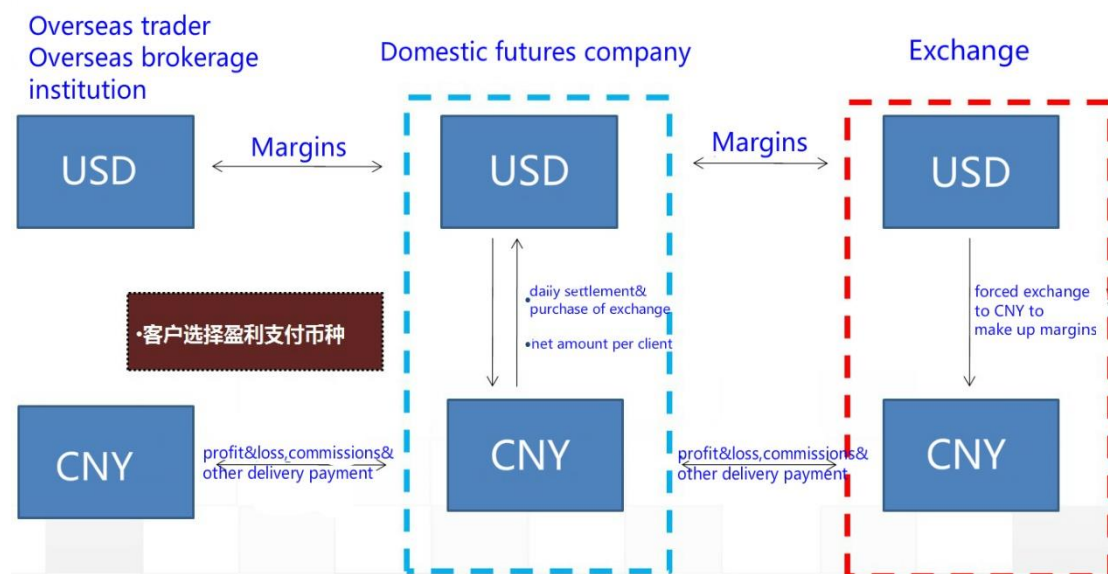 Overseas trader
Overseas brokerage
institution
Domestic futures company
Exchange
USD
Margins
USD
Margins
USD
•daily settlement&
purchase of exchange
•net amount per client
forced exchange
to CNY to
make up margins
•客户选择盈利支付币种
CNY
profit&loss,commissions&
other delivery payment
CNY
profit&loss,commissions&
other delivery payment
CNY